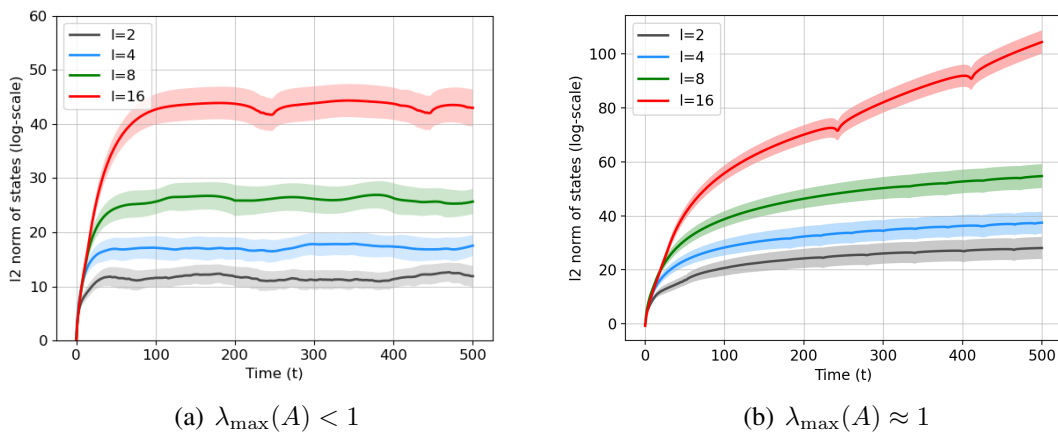 60
50
40
30
20
10
0
l2 norm of states (log-scale)
l=2
l=4
l=8
l=16
0 100 200 300 400 500
Time (t)
(a) λmax(A) < 1
100
80
60
40
20
0
l2 norm of states (log-scale)
l=2
l=4
l=8
l=16
0 100 200 300 400 500
Time (t)
(b) λmax(A) ≈ 1